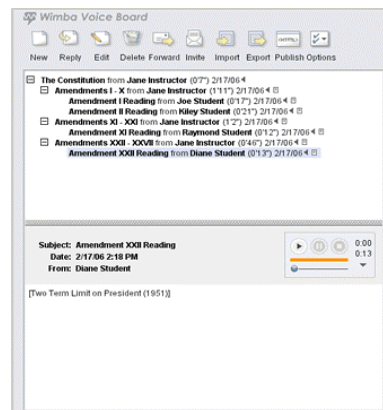 Wimba Voice Board
New Reply Edit Delete Forward Invite Import Export Publish Options
The Constitution from Jane Instructor (0'7") 2/17/06
Amendments I - X from Jane Instructor (1'11") 2/17/06
Amendment I Reading from Joe Student (0'17") 2/17/06
Amendment II Reading from Kiley Student (0'21") 2/17/06
Amendments XI - XXI from Jane Instructor (1'2") 2/17/06
Amendment XI Reading from Raymond Student (0'12") 2/17/06
Amendments XXII - XXVII from Jane Instructor (0'46") 2/17/06
Amendment XXII Reading from Diane Student (0'13") 2/17/06
Subject: Amendment XXII Reading
Date: 2/17/06 2:18 PM
From: Diane Student
0:00
0:13
[Two Term Limit on President (1951)]